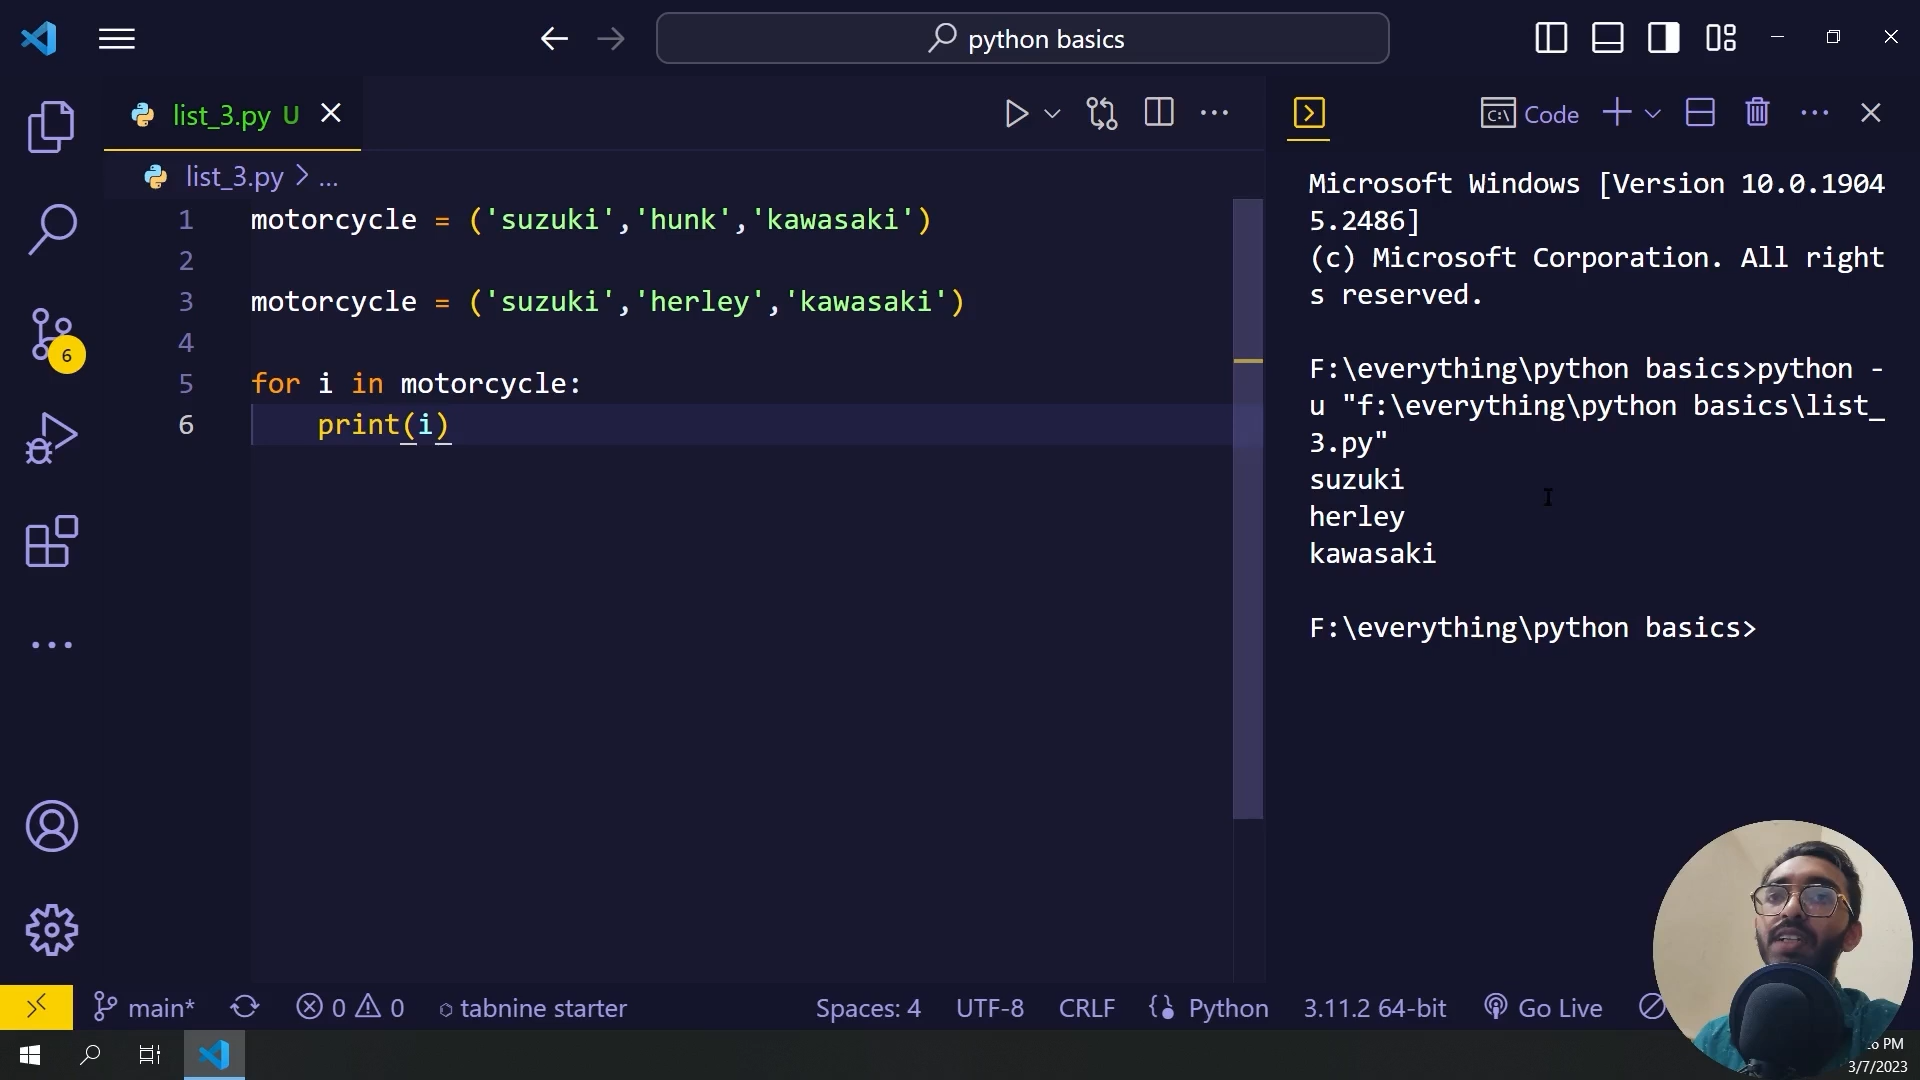 python basics
list_3.py U
Code
list_3.py > ...
1 motorcycle = ('suzuki','hunk','kawasaki')
2
3 motorcycle = ('suzuki','herley','kawasaki')
4
5 for i in motorcycle:
6     print(i)
Microsoft Windows [Version 10.0.1904
5.2486]
(c) Microsoft Corporation. All right
s reserved.
F:\everything\python basics>python -
u "f:\everything\python basics\list_
3.py"
suzuki
herley
kawasaki
F:\everything\python basics>
6
main* 0 0 tabnine starter Spaces: 4 UTF-8 CRLF Python 3.11.2 64-bit Go Live
PM
3/7/2023